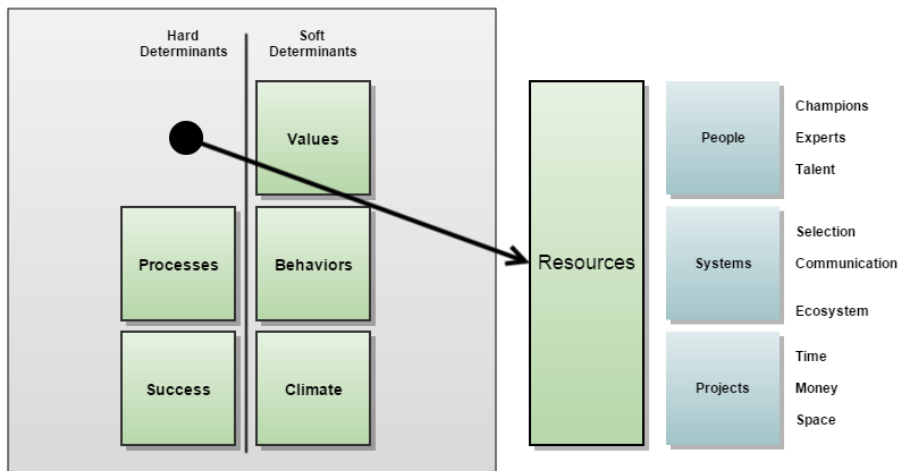 Hard
Determinants
Soft
Determinants
Values
Processes
Behaviors
Success
Climate
Resources
People
Champions
Experts
Talent
Systems
Selection
Communication
Ecosystem
Projects
Time
Money
Space